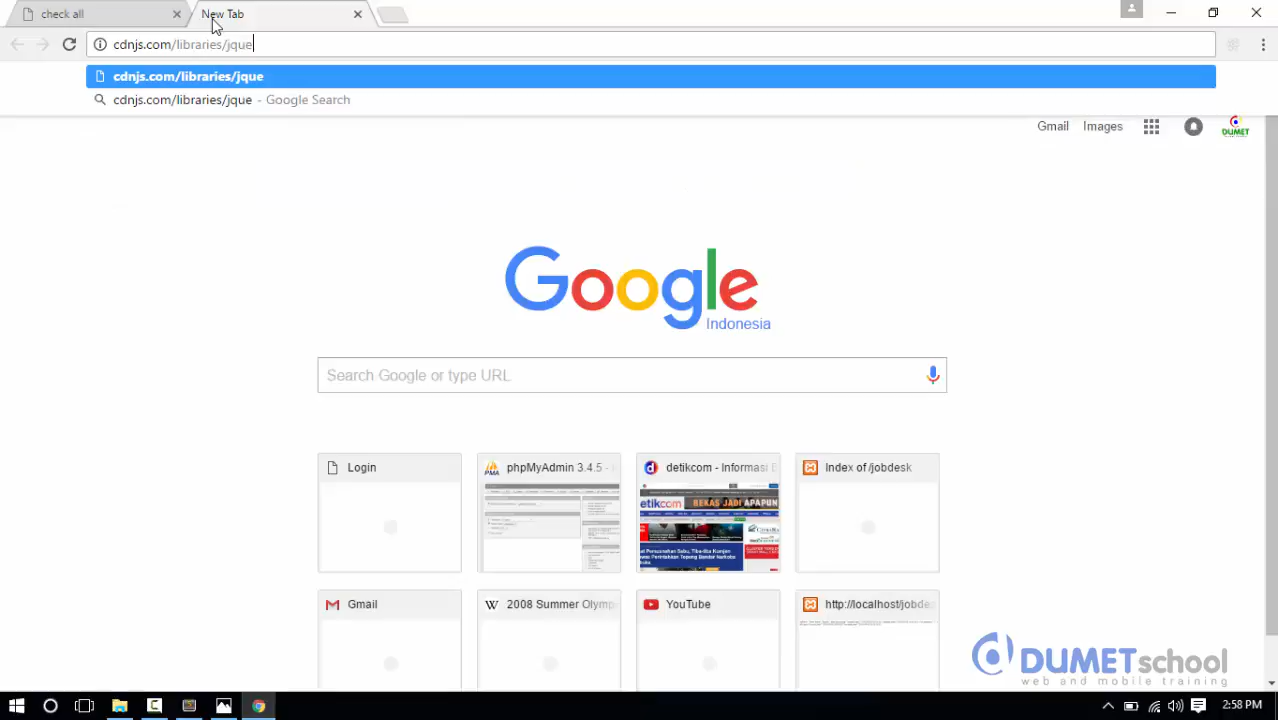 check all
New Tab
cdnjs.com/libraries/jque
cdnjs.com/libraries/jque
cdnjs.com/libraries/jque - Google Search
Gmail Images
DUMET
Google
Indonesia
Search Google or type URL
Login
phpMyAdmin 3.4.5 -
detikcom - Informasi
Index of /jobdesk
etikcom
Gmail
2008 Summer Olymp
YouTube
http://localhost/jobde
DUMETschool
web and mobile training
2:58 PM